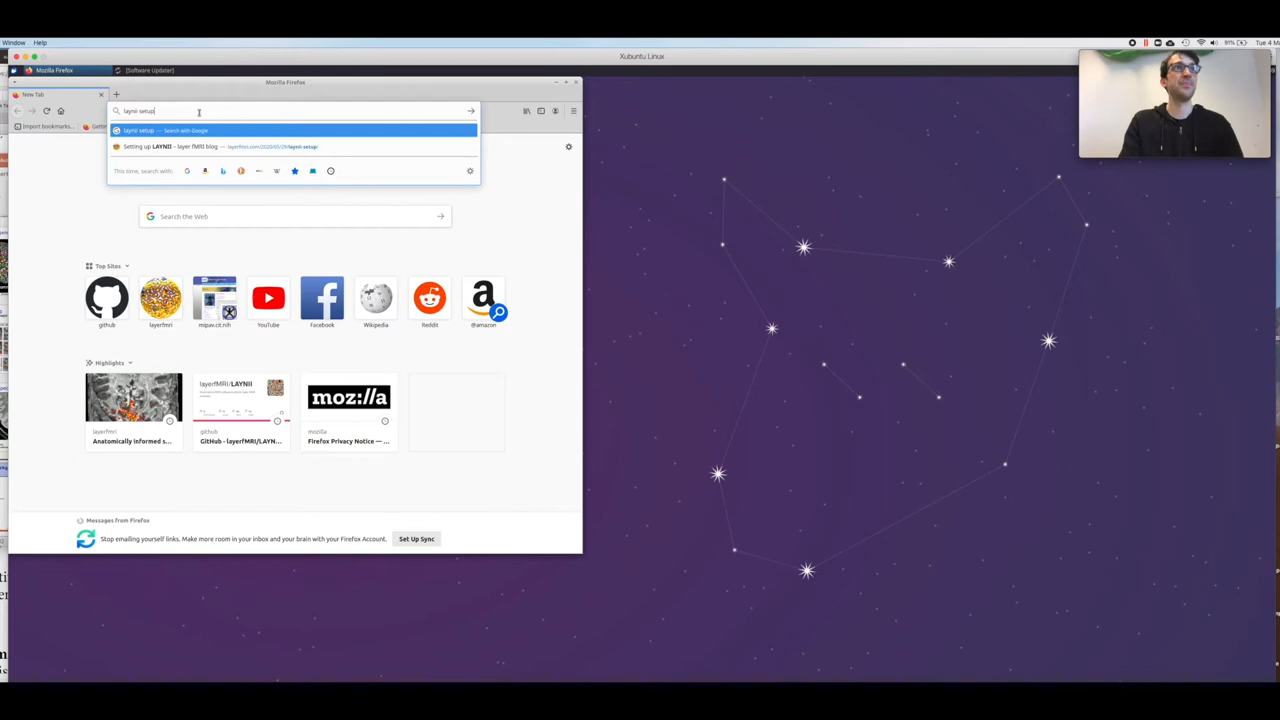 Window Help
91% Tue 4 M
Xubuntu Linux
Mozilla Firefox [Software Updater]
Mozilla Firefox
New Tab
laynii setup
Import bookmarks... Getti
laynii setup — Search with Google
Setting up LAYNII - layer fMRI blog — layerfmri.com/2020/05/29/laynii-setup/
This time, search with:
Search the Web
Top Sites
github layerfmri mipav.cit.nih YouTube Facebook Wikipedia Reddit @amazon
Highlights
layerfMRI/LAYNII
moz://a
layerfmri github mozilla
Anatomically informed s... GitHub - layerfMRI/LAYN... Firefox Privacy Notice — ...
Messages from Firefox
Stop emailing yourself links. Make more room in your inbox and your brain with your Firefox Account. Set Up Sync